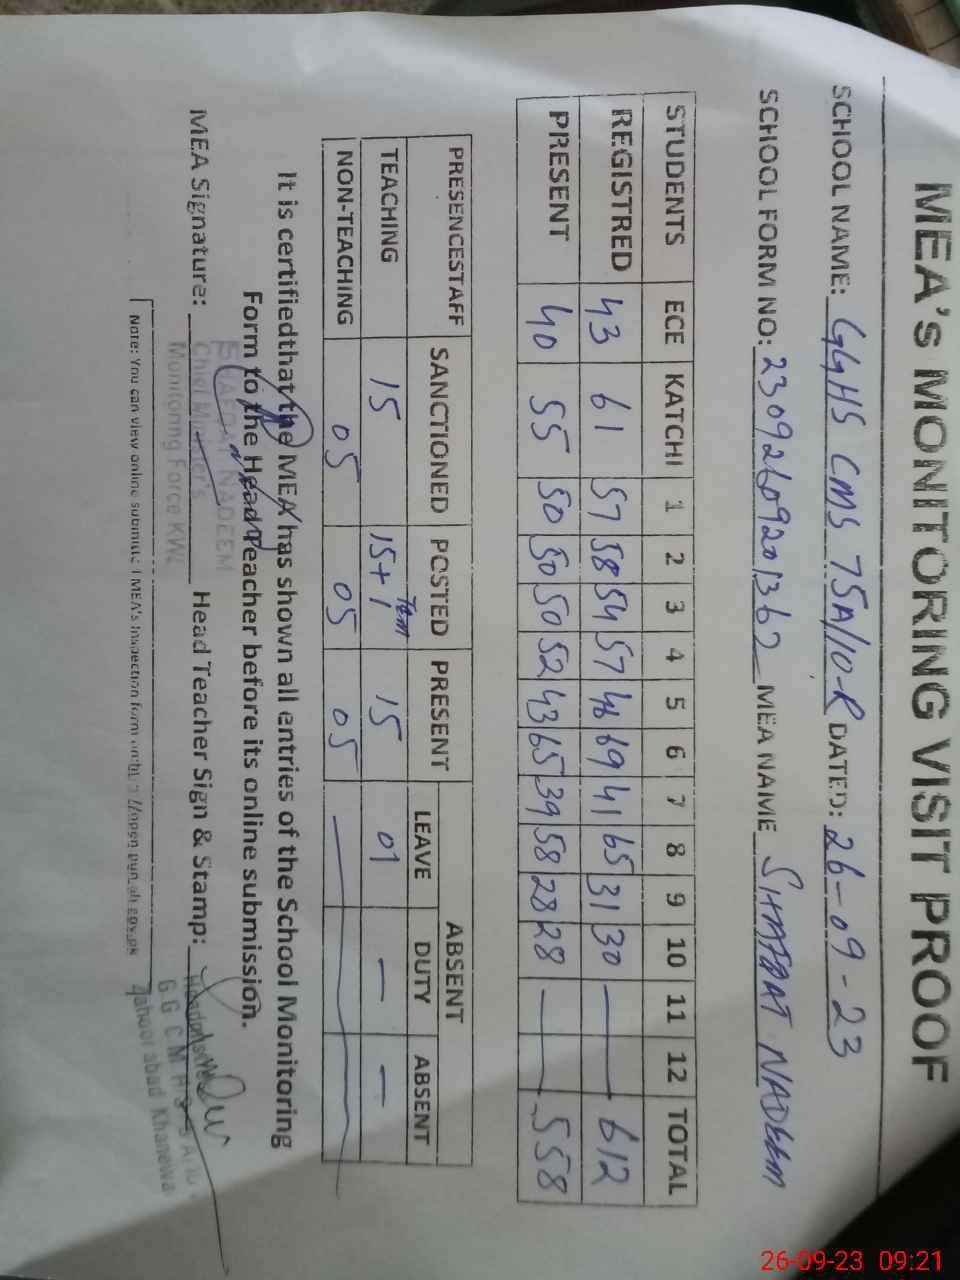 MEA's MONITORING VISIT PROOF
SCHOOL NAME: GGHS CMS 75A/10-R DATED: 26-09-23
SCHOOL FORM NO: 23092609201362 MEA NAME SHAFDAT NADEEM
STUDENTS ECE KATCHI 1 2 3 4 5 6 7 8 9 10 11 12 TOTAL
REGISTRED 43 61 57 58 54 57 46 69 41 65 31 30 — 612
PRESENT 40 55 50 50 50 52 43 65 39 58 28 28 — 558
PRESENCESTAFF SANCTIONED POSTED PRESENT ABSENT
LEAVE DUTY ABSENT
TEACHING 15 15+1 Tem 15 01 — —
NON-TEACHING 05 05 05 —
It is certifiedthat the MEA has shown all entries of the School Monitoring
Form to the Head Teacher before its online submission.
MEA Signature: Head Teacher Sign & Stamp:
NADEEM
Chief Minister's
Monitoring Force KWL
G G C M
abad Khanewa
Note: You can view online submitted MEA's Inspection form on
26-09-23 09:21